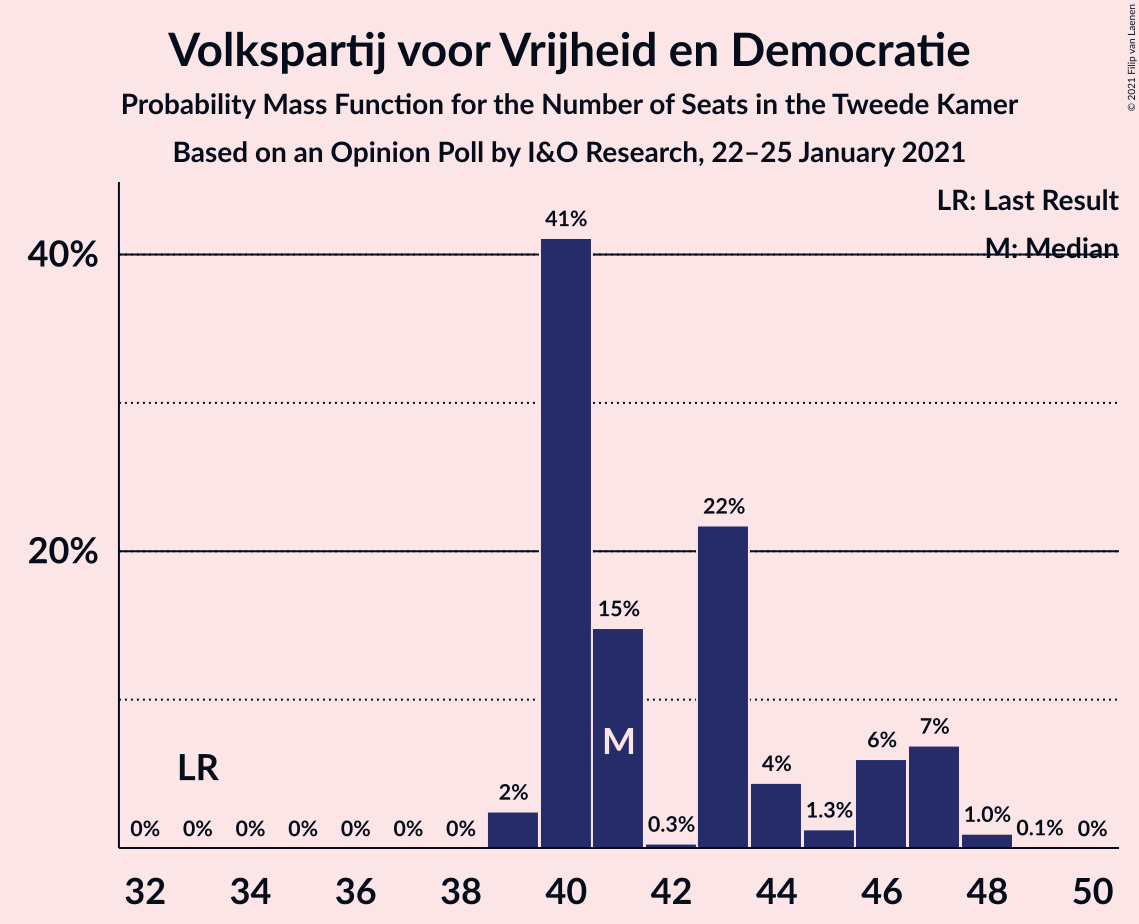 Volkspartij voor Vrijheid en Democratie
Probability Mass Function for the Number of Seats in the Tweede Kamer
Based on an Opinion Poll by I&O Research, 22–25 January 2021
© 2021 Filip van Laenen
LR: Last Result
M: Median
40%
20%
41%
22%
15%
M
LR
7%
6%
4%
2%
1.3%
1.0%
0.3%
0.1%
0% 0% 0% 0% 0% 0% 0% 0%
32 34 36 38 40 42 44 46 48 50